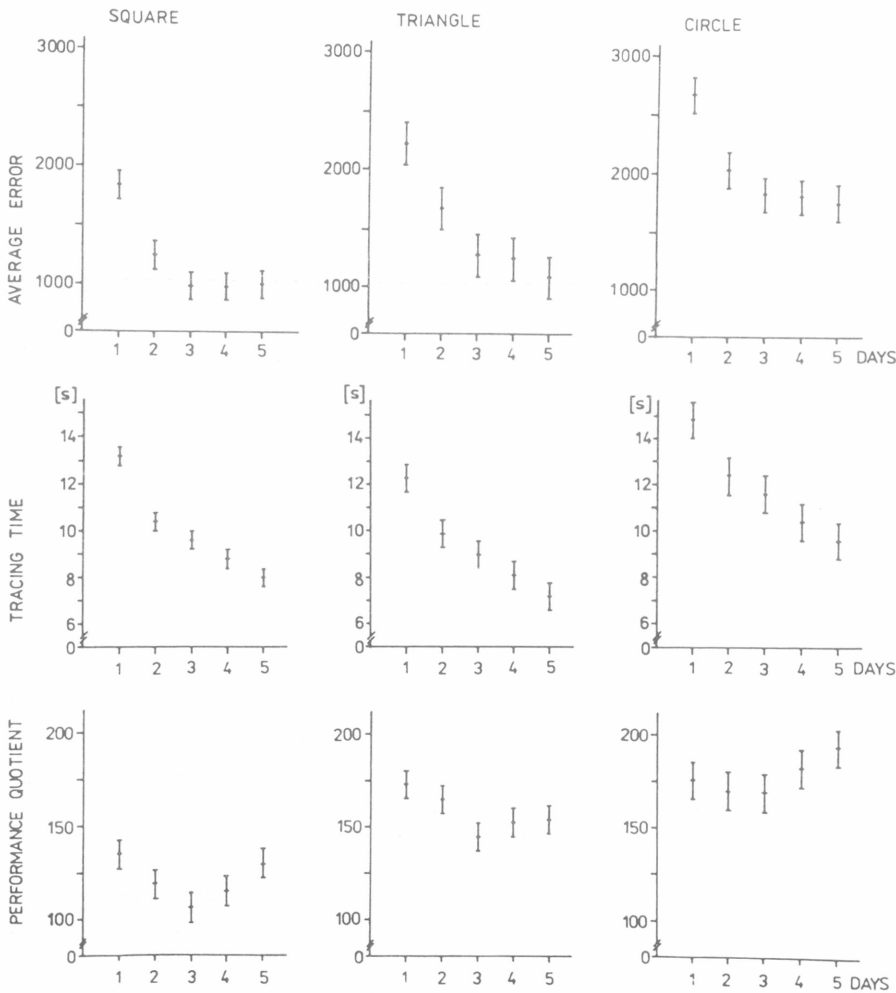 SQUARE
TRIANGLE
CIRCLE
AVERAGE ERROR
3000
2000
1000
0
1 2 3 4 5
3000
2000
1000
0
1 2 3 4 5
3000
2000
1000
0
1 2 3 4 5 DAYS
TRACING TIME
[s]
14
12
10
8
6
0
1 2 3 4 5
[s]
14
12
10
8
6
0
1 2 3 4 5
[s]
14
12
10
8
6
0
1 2 3 4 5 DAYS
PERFORMANCE QUOTIENT
200
150
100
0
1 2 3 4 5
200
150
100
0
1 2 3 4 5
200
150
100
0
1 2 3 4 5 DAYS